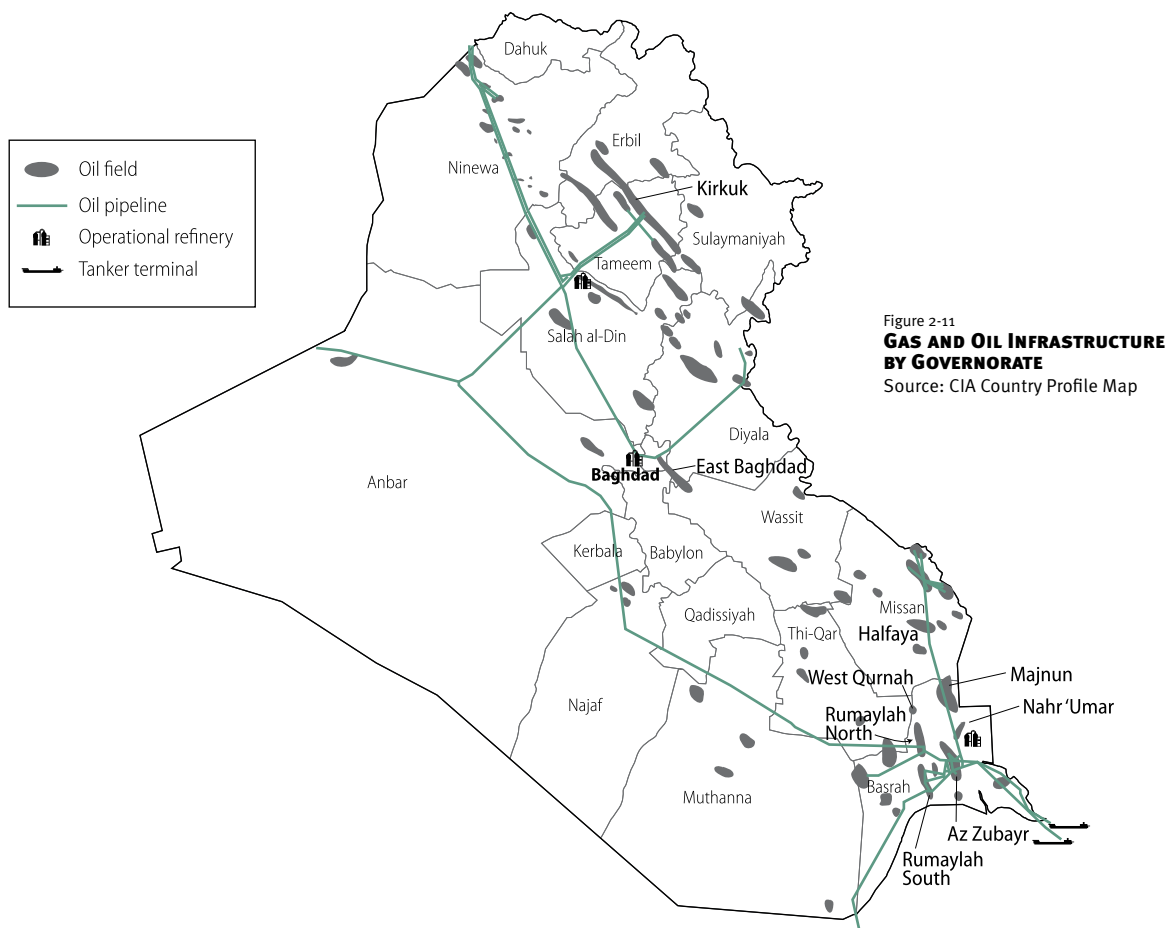 Oil field
Oil pipeline
Operational refinery
Tanker terminal
Figure 2-11
GAS AND OIL INFRASTRUCTURE
BY GOVERNORATE
Source: CIA Country Profile Map
Dahuk
Erbil
Ninewa
Kirkuk
Sulaymaniyah
Tameem
Salah al-Din
Diyala
East Baghdad
Baghdad
Anbar
Wassit
Kerbala
Babylon
Qadissiyah
Missan
Thi-Qar
Halfaya
West Qurnah
Majnun
Najaf
Rumaylah
North
Nahr ‘Umar
Basrah
Muthanna
Az Zubayr
Rumaylah
South